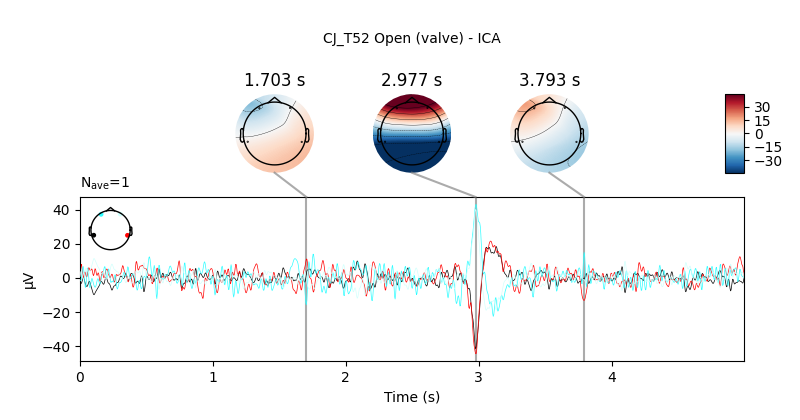 CJ_T52 Open (valve) - ICA
1.703 s 2.977 s 3.793 s
30
15
0
−15
−30
Nave=1
40
20
0
−20
−40
µV
0 1 2 3 4
Time (s)